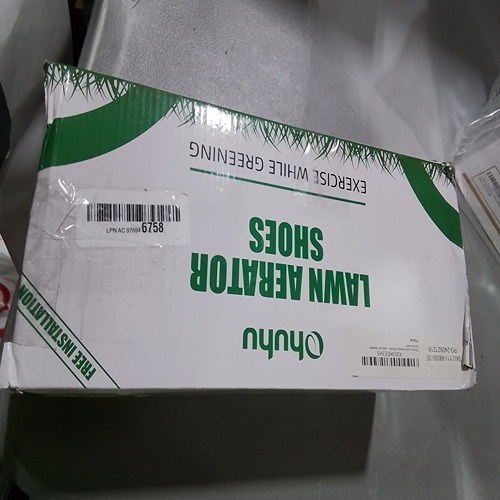 Ohuhu
LAWN AERATOR
SHOES
EXERCISE WHILE GREENING
FREE INSTALLATION
LPN AC 97694 6758